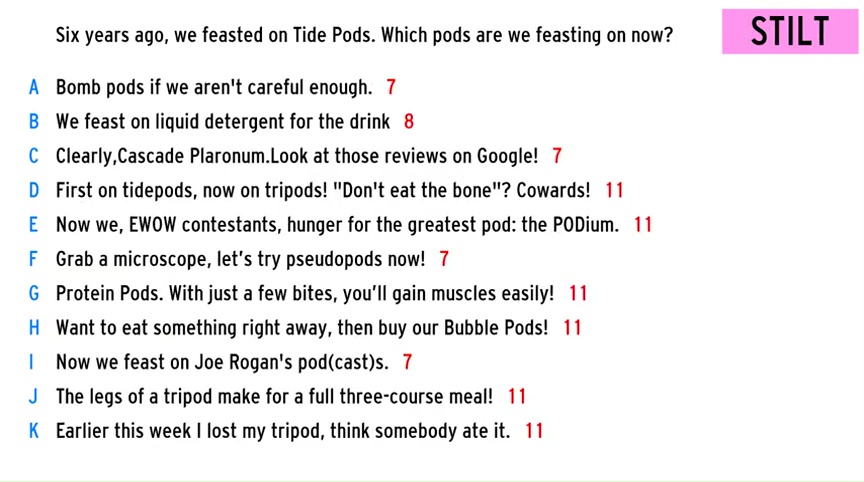 Six years ago, we feasted on Tide Pods. Which pods are we feasting on now?
STILT
A Bomb pods if we aren't careful enough. 7
B We feast on liquid detergent for the drink 8
C Clearly,Cascade Plaronum.Look at those reviews on Google! 7
D First on tidepods, now on tripods! "Don't eat the bone"? Cowards! 11
E Now we, EWOW contestants, hunger for the greatest pod: the PODium. 11
F Grab a microscope, let’s try pseudopods now! 7
G Protein Pods. With just a few bites, you’ll gain muscles easily! 11
H Want to eat something right away, then buy our Bubble Pods! 11
I Now we feast on Joe Rogan's pod(cast)s. 7
J The legs of a tripod make for a full three-course meal! 11
K Earlier this week I lost my tripod, think somebody ate it. 11